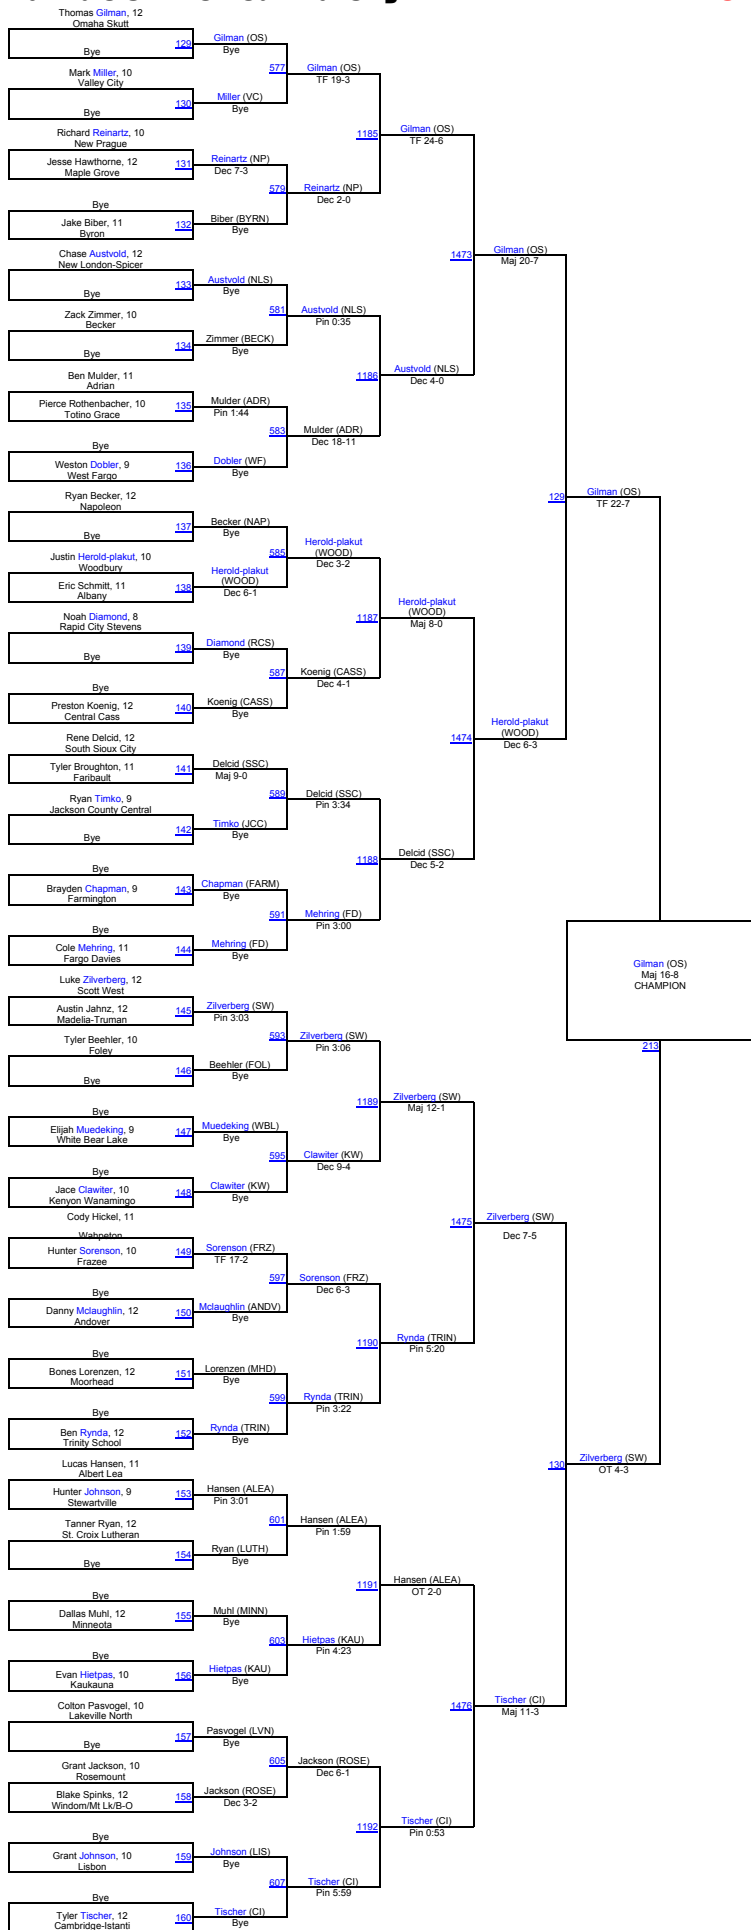 Thomas Gilman, 12
Omaha Skutt
129
Gilman (OS)
Bye
Bye
577
Gilman (OS)
TF 19-3
Mark Miller, 10
Valley City
130
Miller (VC)
Bye
Bye
1185
Gilman (OS)
TF 24-6
Richard Reinartz, 10
New Prague
Jesse Hawthorne, 12
Maple Grove
131
Reinartz (NP)
Dec 7-3
579
Reinartz (NP)
Dec 2-0
Bye
Jake Biber, 11
Byron
132
Biber (BYRN)
Bye
1473
Gilman (OS)
Maj 20-7
Chase Austvold, 12
New London-Spicer
133
Austvold (NLS)
Bye
Bye
581
Austvold (NLS)
Pin 0:35
Zack Zimmer, 10
Becker
134
Zimmer (BECK)
Bye
Bye
1186
Austvold (NLS)
Dec 4-0
Ben Mulder, 11
Adrian
Pierce Rothenbacher, 10
Totino Grace
135
Mulder (ADR)
Pin 1:44
583
Mulder (ADR)
Dec 18-11
Bye
Weston Dobler, 9
West Fargo
136
Dobler (WF)
Bye
129
Gilman (OS)
TF 22-7
Ryan Becker, 12
Napoleon
137
Becker (NAP)
Bye
Bye
585
Herold-plakut
(WOOD)
Dec 3-2
Justin Herold-plakut, 10
Woodbury
Eric Schmitt, 11
Albany
138
Herold-plakut
(WOOD)
Dec 6-1
1187
Herold-plakut
(WOOD)
Maj 8-0
Noah Diamond, 8
Rapid City Stevens
139
Diamond (RCS)
Bye
Bye
587
Koenig (CASS)
Dec 4-1
Bye
Preston Koenig, 12
Central Cass
140
Koenig (CASS)
Bye
1474
Herold-plakut
(WOOD)
Dec 6-3
Rene Delcid, 12
South Sioux City
Tyler Broughton, 11
Faribault
141
Delcid (SSC)
Maj 9-0
589
Delcid (SSC)
Pin 3:34
Ryan Timko, 9
Jackson County Central
142
Timko (JCC)
Bye
Bye
1188
Delcid (SSC)
Dec 5-2
Bye
Brayden Chapman, 9
Farmington
143
Chapman (FARM)
Bye
591
Mehring (FD)
Pin 3:00
Bye
Cole Mehring, 11
Fargo Davies
144
Mehring (FD)
Bye
Gilman (OS)
Maj 16-8
CHAMPION
213
Luke Zilverberg, 12
Scott West
Austin Jahnz, 12
Madelia-Truman
145
Zilverberg (SW)
Pin 3:03
593
Zilverberg (SW)
Pin 3:06
Tyler Beehler, 10
Foley
146
Beehler (FOL)
Bye
Bye
1189
Zilverberg (SW)
Maj 12-1
Bye
Elijah Muedeking, 9
White Bear Lake
147
Muedeking (WBL)
Bye
595
Clawiter (KW)
Dec 9-4
Bye
Jace Clawiter, 10
Kenyon Wanamingo
148
Clawiter (KW)
Bye
1475
Zilverberg (SW)
Dec 7-5
Cody Hickel, 11
Wahpeton
Hunter Sorenson, 10
Frazee
149
Sorenson (FRZ)
TF 17-2
597
Sorenson (FRZ)
Dec 6-3
Bye
Danny Mclaughlin, 12
Andover
150
Mclaughlin (ANDV)
Bye
1190
Rynda (TRIN)
Pin 5:20
Bye
Bones Lorenzen, 12
Moorhead
151
Lorenzen (MHD)
Bye
599
Rynda (TRIN)
Pin 3:22
Bye
Ben Rynda, 12
Trinity School
152
Rynda (TRIN)
Bye
130
Zilverberg (SW)
OT 4-3
Lucas Hansen, 11
Albert Lea
Hunter Johnson, 9
Stewartville
153
Hansen (ALEA)
Pin 3:01
601
Hansen (ALEA)
Pin 1:59
Tanner Ryan, 12
St. Croix Lutheran
154
Ryan (LUTH)
Bye
Bye
1191
Hansen (ALEA)
OT 2-0
Bye
Dallas Muhl, 12
Minneota
155
Muhl (MINN)
Bye
603
Hietpas (KAU)
Pin 4:23
Bye
Evan Hietpas, 10
Kaukauna
156
Hietpas (KAU)
Bye
1476
Tischer (CI)
Maj 11-3
Colton Pasvogel, 10
Lakeville North
157
Pasvogel (LVN)
Bye
Bye
605
Jackson (ROSE)
Dec 6-1
Grant Jackson, 10
Rosemount
Blake Spinks, 12
Windom/Mt Lk/B-O
158
Jackson (ROSE)
Dec 3-2
1192
Tischer (CI)
Pin 0:53
Bye
Grant Johnson, 10
Lisbon
159
Johnson (LIS)
Bye
607
Tischer (CI)
Pin 5:59
Bye
Tyler Tischer, 12
Cambridge-Istanti
160
Tischer (CI)
Bye